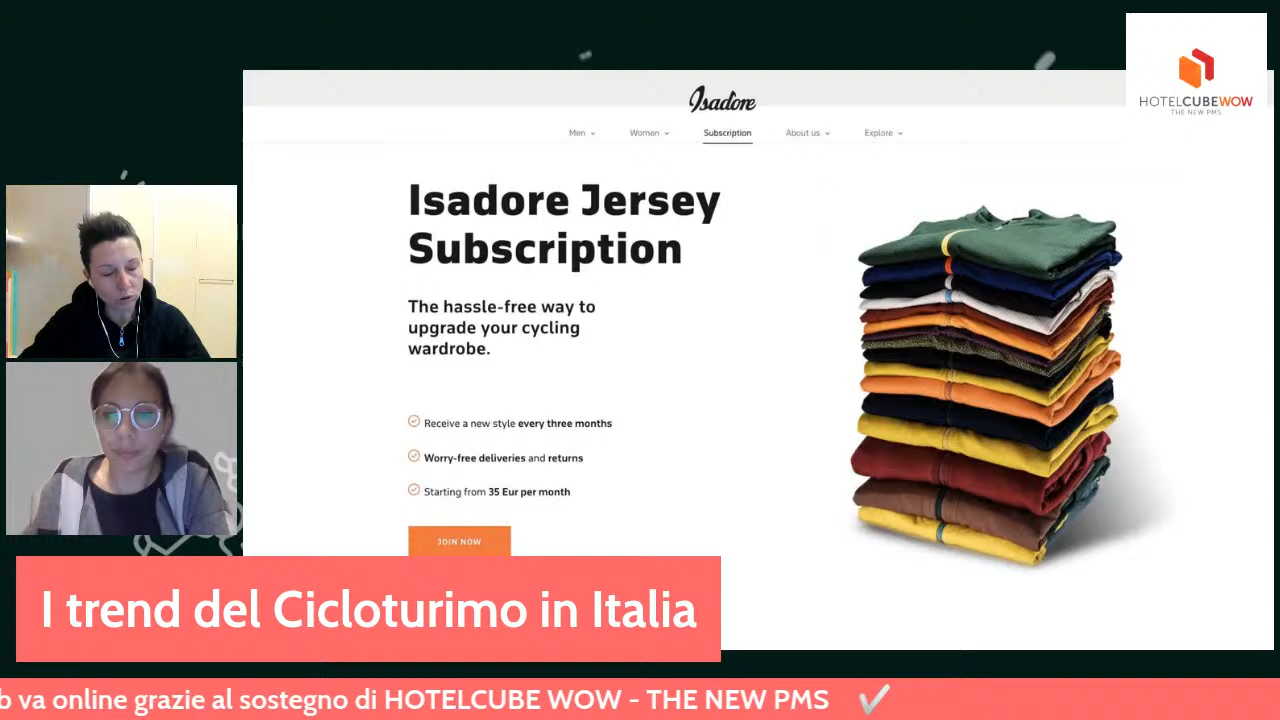 HOTELCUBEWOW
THE NEW PMS
Isadore
Men Women Subscription About us Explore
Isadore Jersey
Subscription
The hassle-free way to
upgrade your cycling
wardrobe.
Receive a new style every three months
Worry-free deliveries and returns
Starting from 35 Eur per month
JOIN NOW
I trend del Cicloturimo in Italia
b va online grazie al sostegno di HOTELCUBE WOW - THE NEW PMS